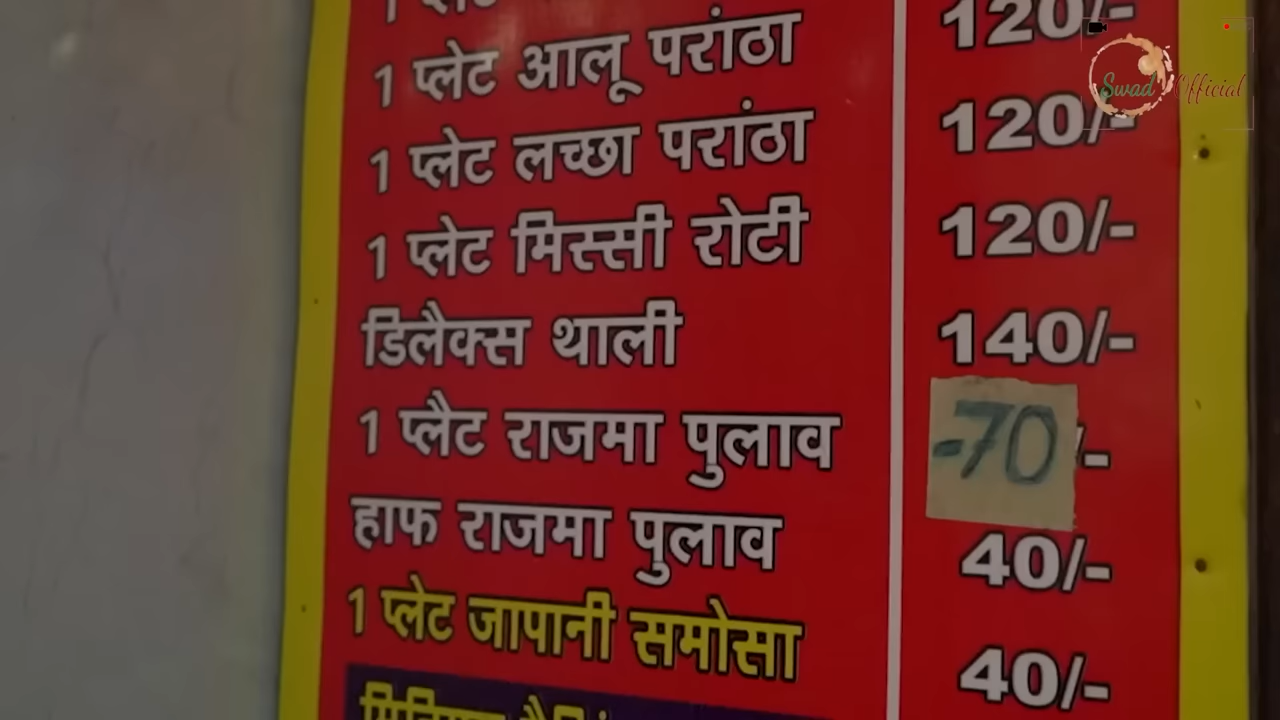 1 प्लेट
120/-
1 प्लेट आलू परांठा
120/-
1 प्लेट लच्छा परांठा
120/-
1 प्लेट मिस्सी रोटी
140/-
डिलैक्स थाली
-70/-
1 प्लैट राजमा पुलाव
40/-
हाफ राजमा पुलाव
40/-
1 प्लेट जापानी समोसा
Swad Official